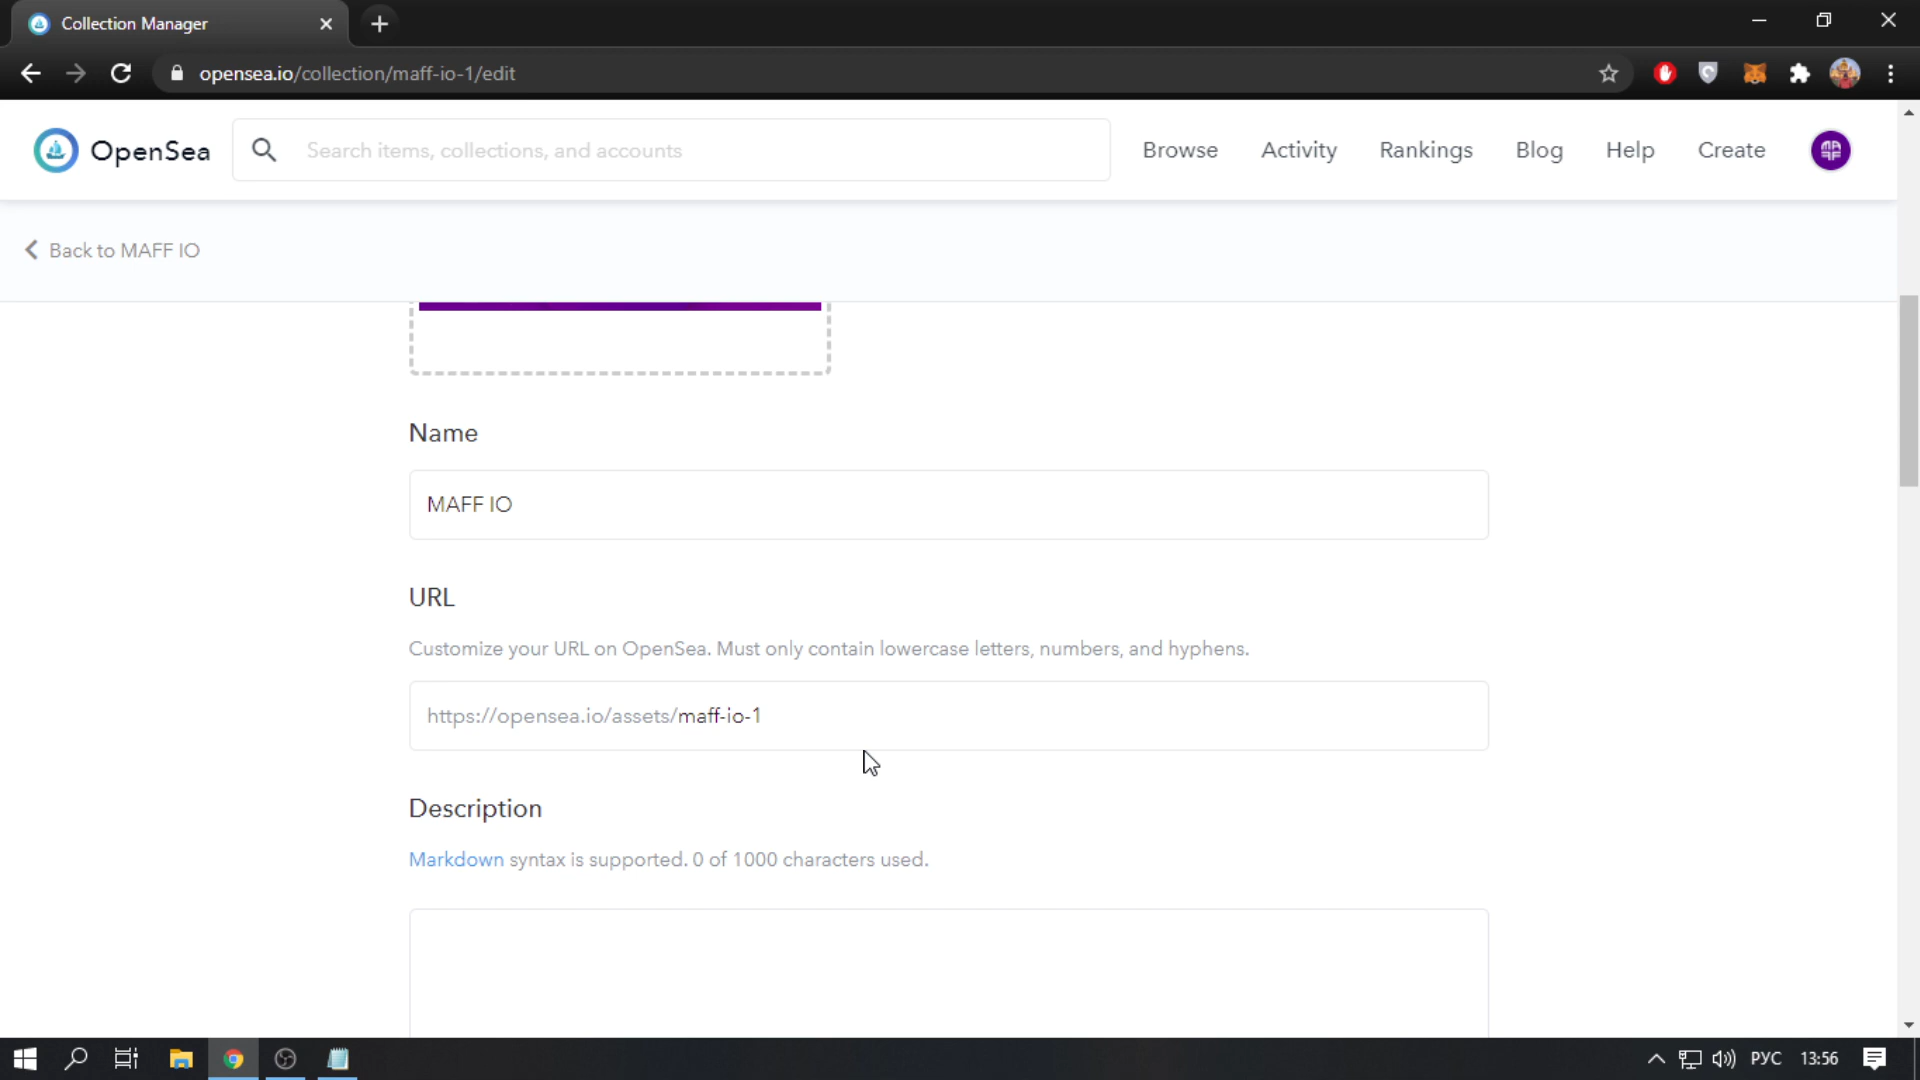 Collection Manager
opensea.io/collection/maff-io-1/edit
OpenSea
Search items, collections, and accounts
Browse
Activity
Rankings
Blog
Help
Create
Back to MAFF IO
Name
MAFF IO
URL
Customize your URL on OpenSea. Must only contain lowercase letters, numbers, and hyphens.
https://opensea.io/assets/maff-io-1
Description
Markdown syntax is supported. 0 of 1000 characters used.
РУС
13:56